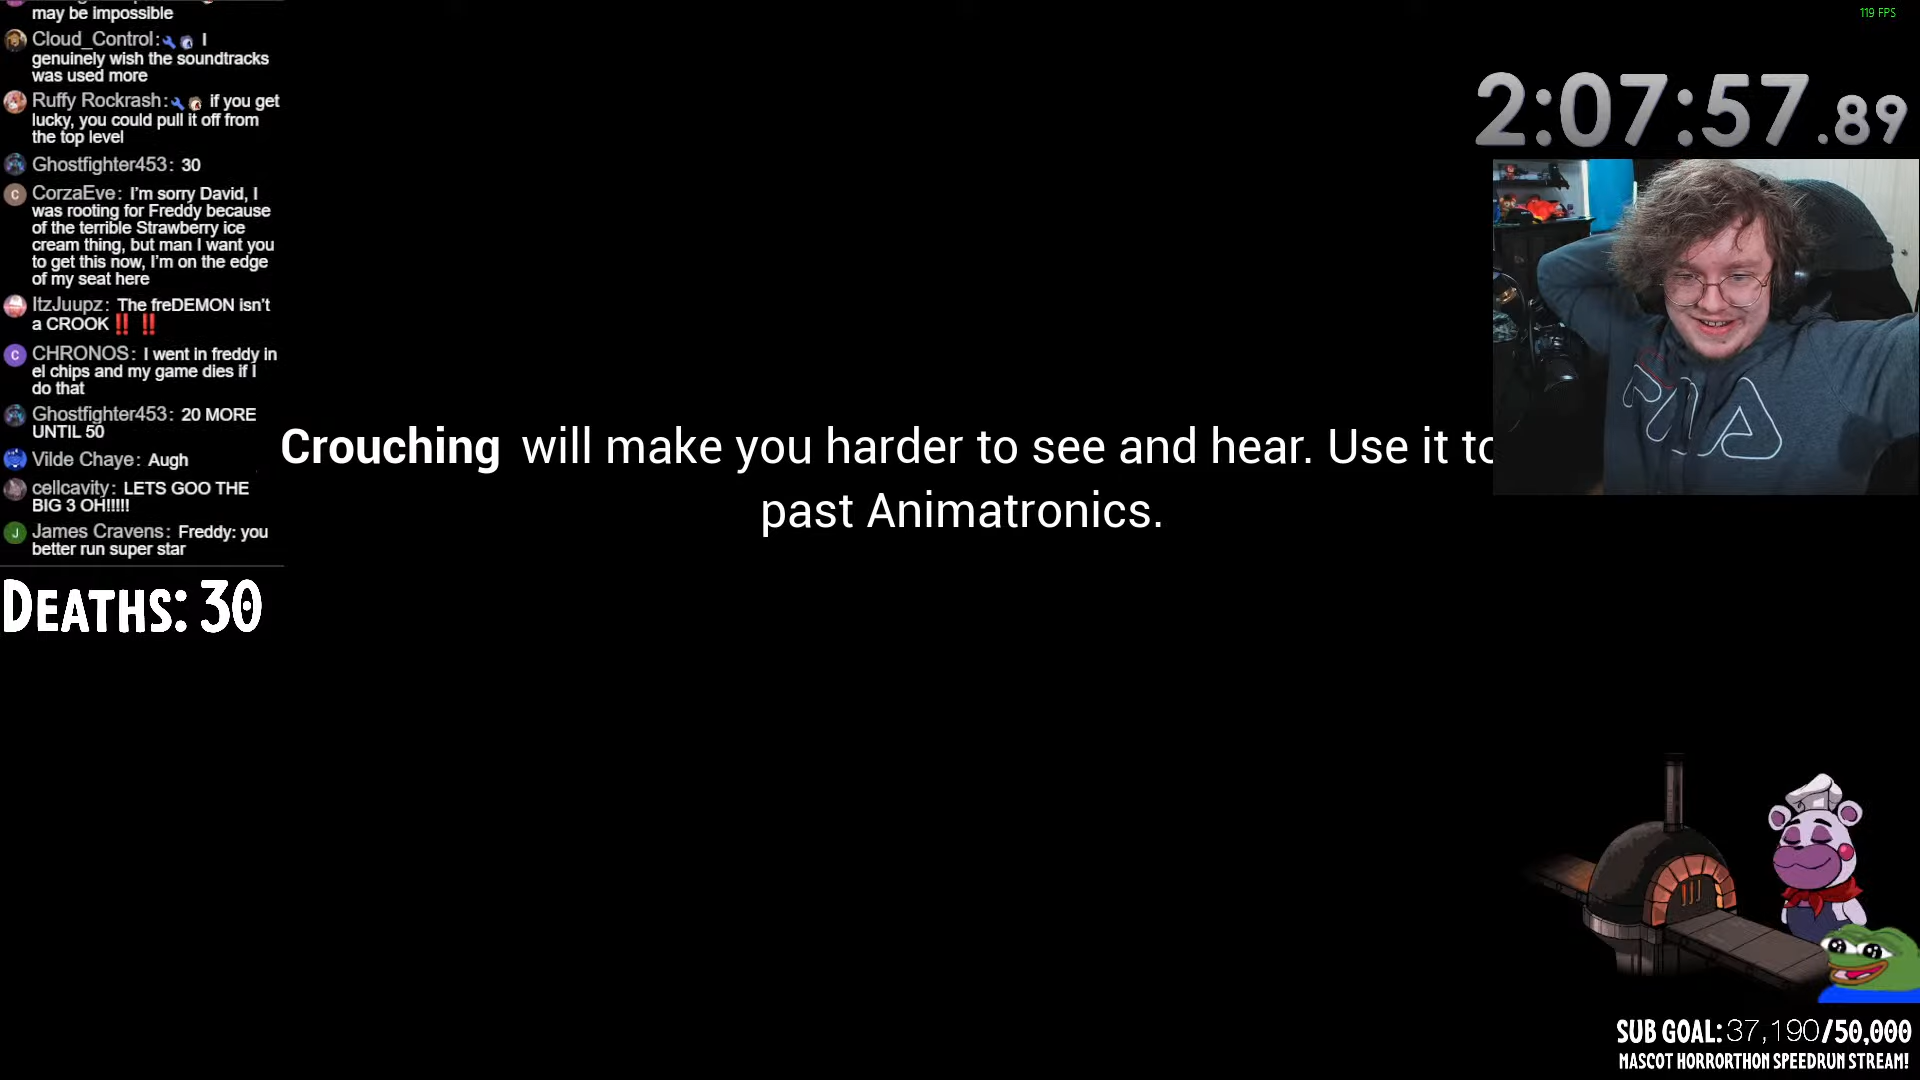 may be impossible
Cloud_Control: I
genuinely wish the soundtracks
was used more
Ruffy Rockrash: if you get
lucky, you could pull it off from
the top level
Ghostfighter453: 30
CorzaEve: I'm sorry David, I
was rooting for Freddy because
of the terrible Strawberry ice
cream thing, but man I want you
to get this now, I'm on the edge
of my seat here
ItzJuupz: The freDEMON isn't
a CROOK ‼️ ‼️
CHRONOS: I went in freddy in
el chips and my game dies if I
do that
Ghostfighter453: 20 MORE
UNTIL 50
Vilde Chaye: Augh
cellcavity: LETS GOO THE
BIG 3 OH!!!!!
James Cravens: Freddy: you
better run super star
DEATHS: 30
Crouching will make you harder to see and hear. Use it to
past Animatronics.
119 FPS
2:07:57.89
SUB GOAL: 37,190/50,000
MASCOT HORRORTHON SPEEDRUN STREAM!